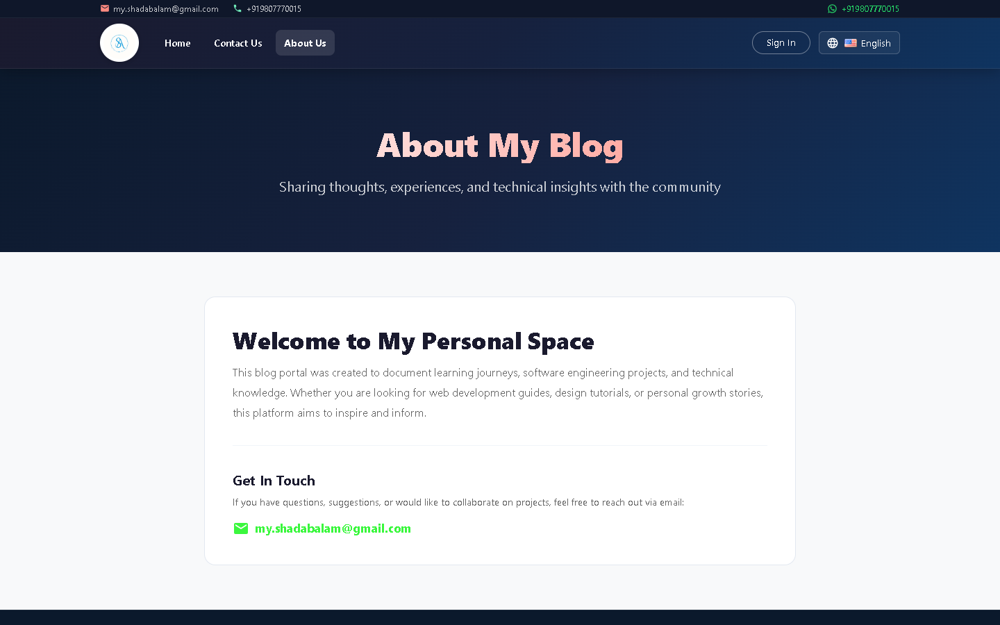 my.shadabalam@gmail.com
+919807770015
+919807770015
SA
Home
Contact Us
About Us
Sign In
English
About My Blog
Sharing thoughts, experiences, and technical insights with the community
Welcome to My Personal Space
This blog portal was created to document learning journeys, software engineering projects, and technical
knowledge. Whether you are looking for web development guides, design tutorials, or personal growth stories,
this platform aims to inspire and inform.
Get In Touch
If you have questions, suggestions, or would like to collaborate on projects, feel free to reach out via email:
my.shadabalam@gmail.com